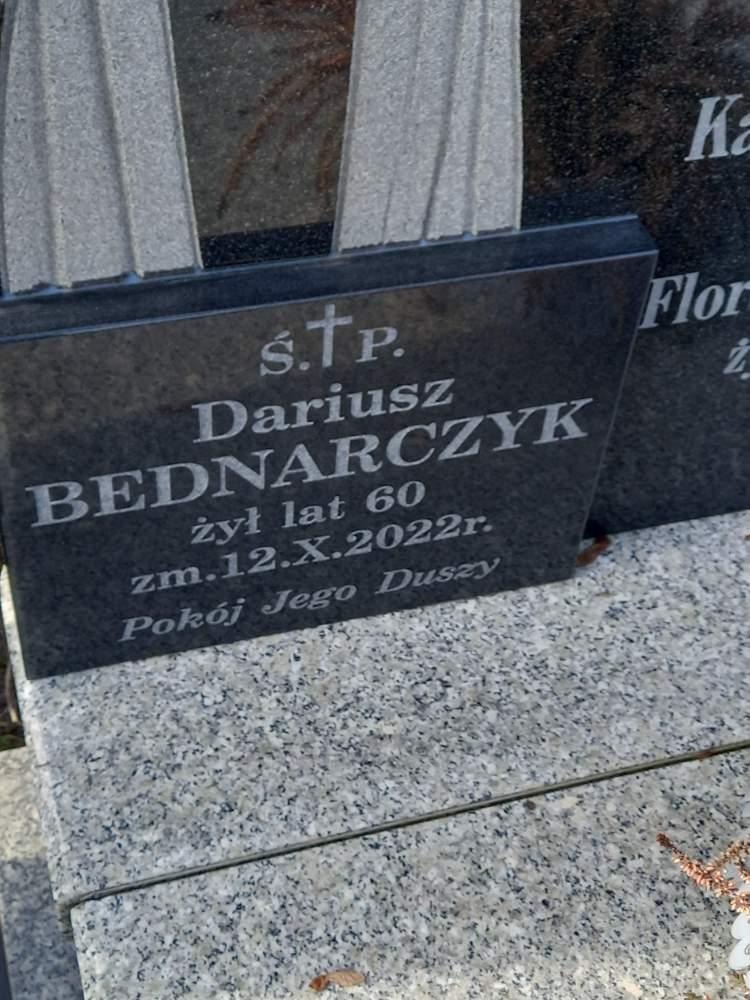 Ś.†P.
Dariusz
BEDNARCZYK
żył lat 60
zm.12.X.2022r.
Pokój Jego Duszy